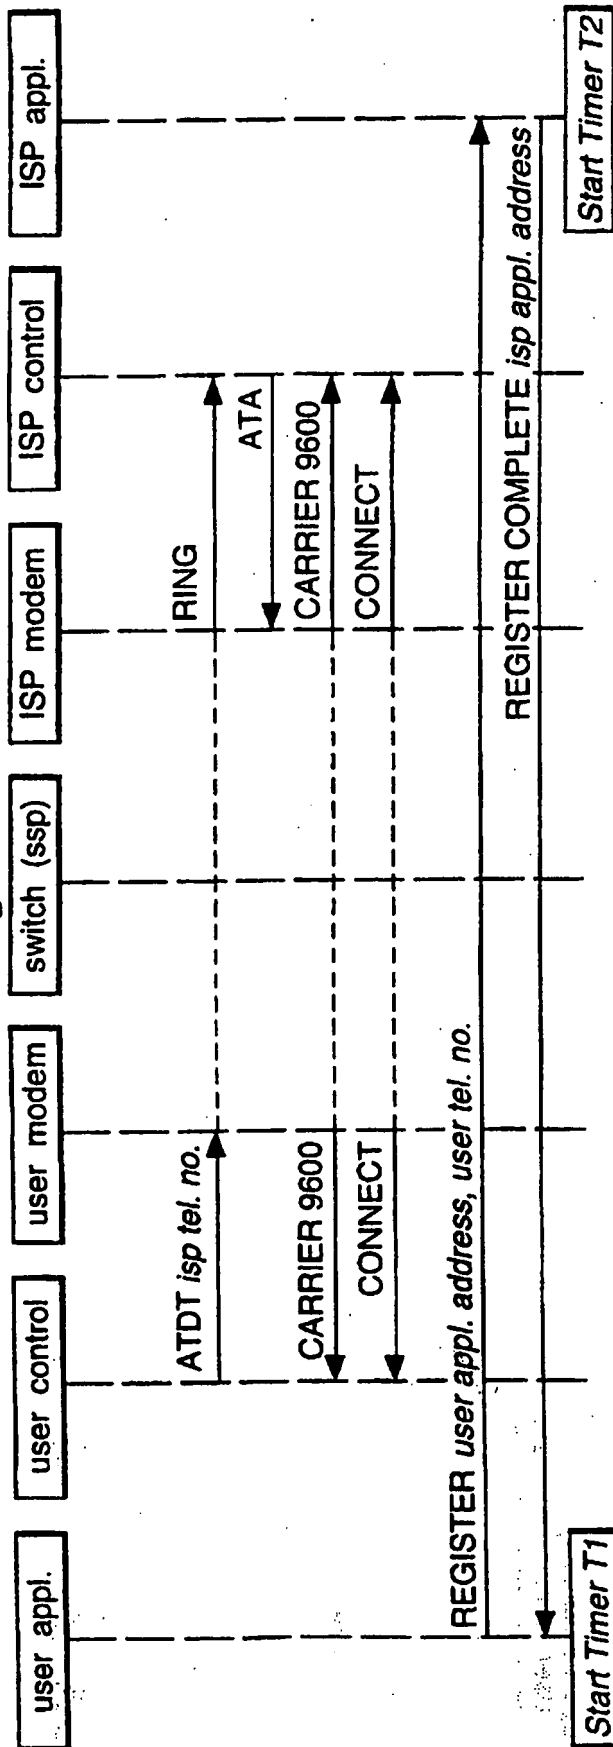 user appl.
user control
user modem
switch (ssp)
ISP modem
ISP control
ISP appl.
ATDT isp tel. no.
RING
ATA
CARRIER 9600
CARRIER 9600
CONNECT
CONNECT
REGISTER user appl. address, user tel. no.
REGISTER COMPLETE isp appl. address
Start Timer T1
Start Timer T2